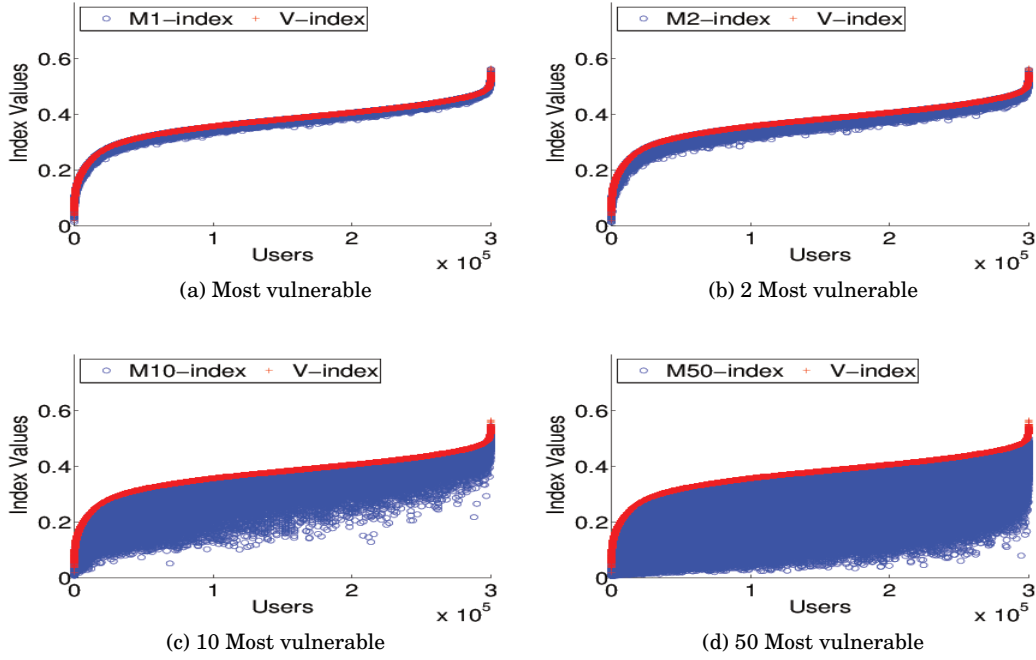 M1-index V-index
Index Values
0.6
0.4
0.2
0
0 1 2 3
Users
x 10^5
(a) Most vulnerable
M2-index V-index
Index Values
0.6
0.4
0.2
0
0 1 2 3
Users
x 10^5
(b) 2 Most vulnerable
M10-index V-index
Index Values
0.6
0.4
0.2
0
0 1 2 3
Users
x 10^5
(c) 10 Most vulnerable
M50-index V-index
Index Values
0.6
0.4
0.2
0
0 1 2 3
Users
x 10^5
(d) 50 Most vulnerable